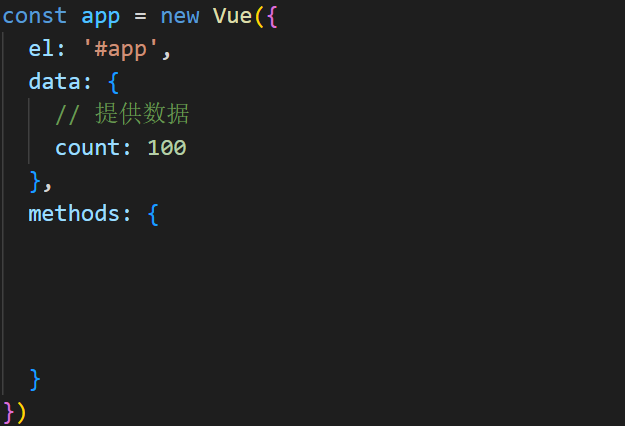 const app = new Vue({
  el: '#app',
  data: {
    // 提供数据
    count: 100
  },
  methods: {
  }
})